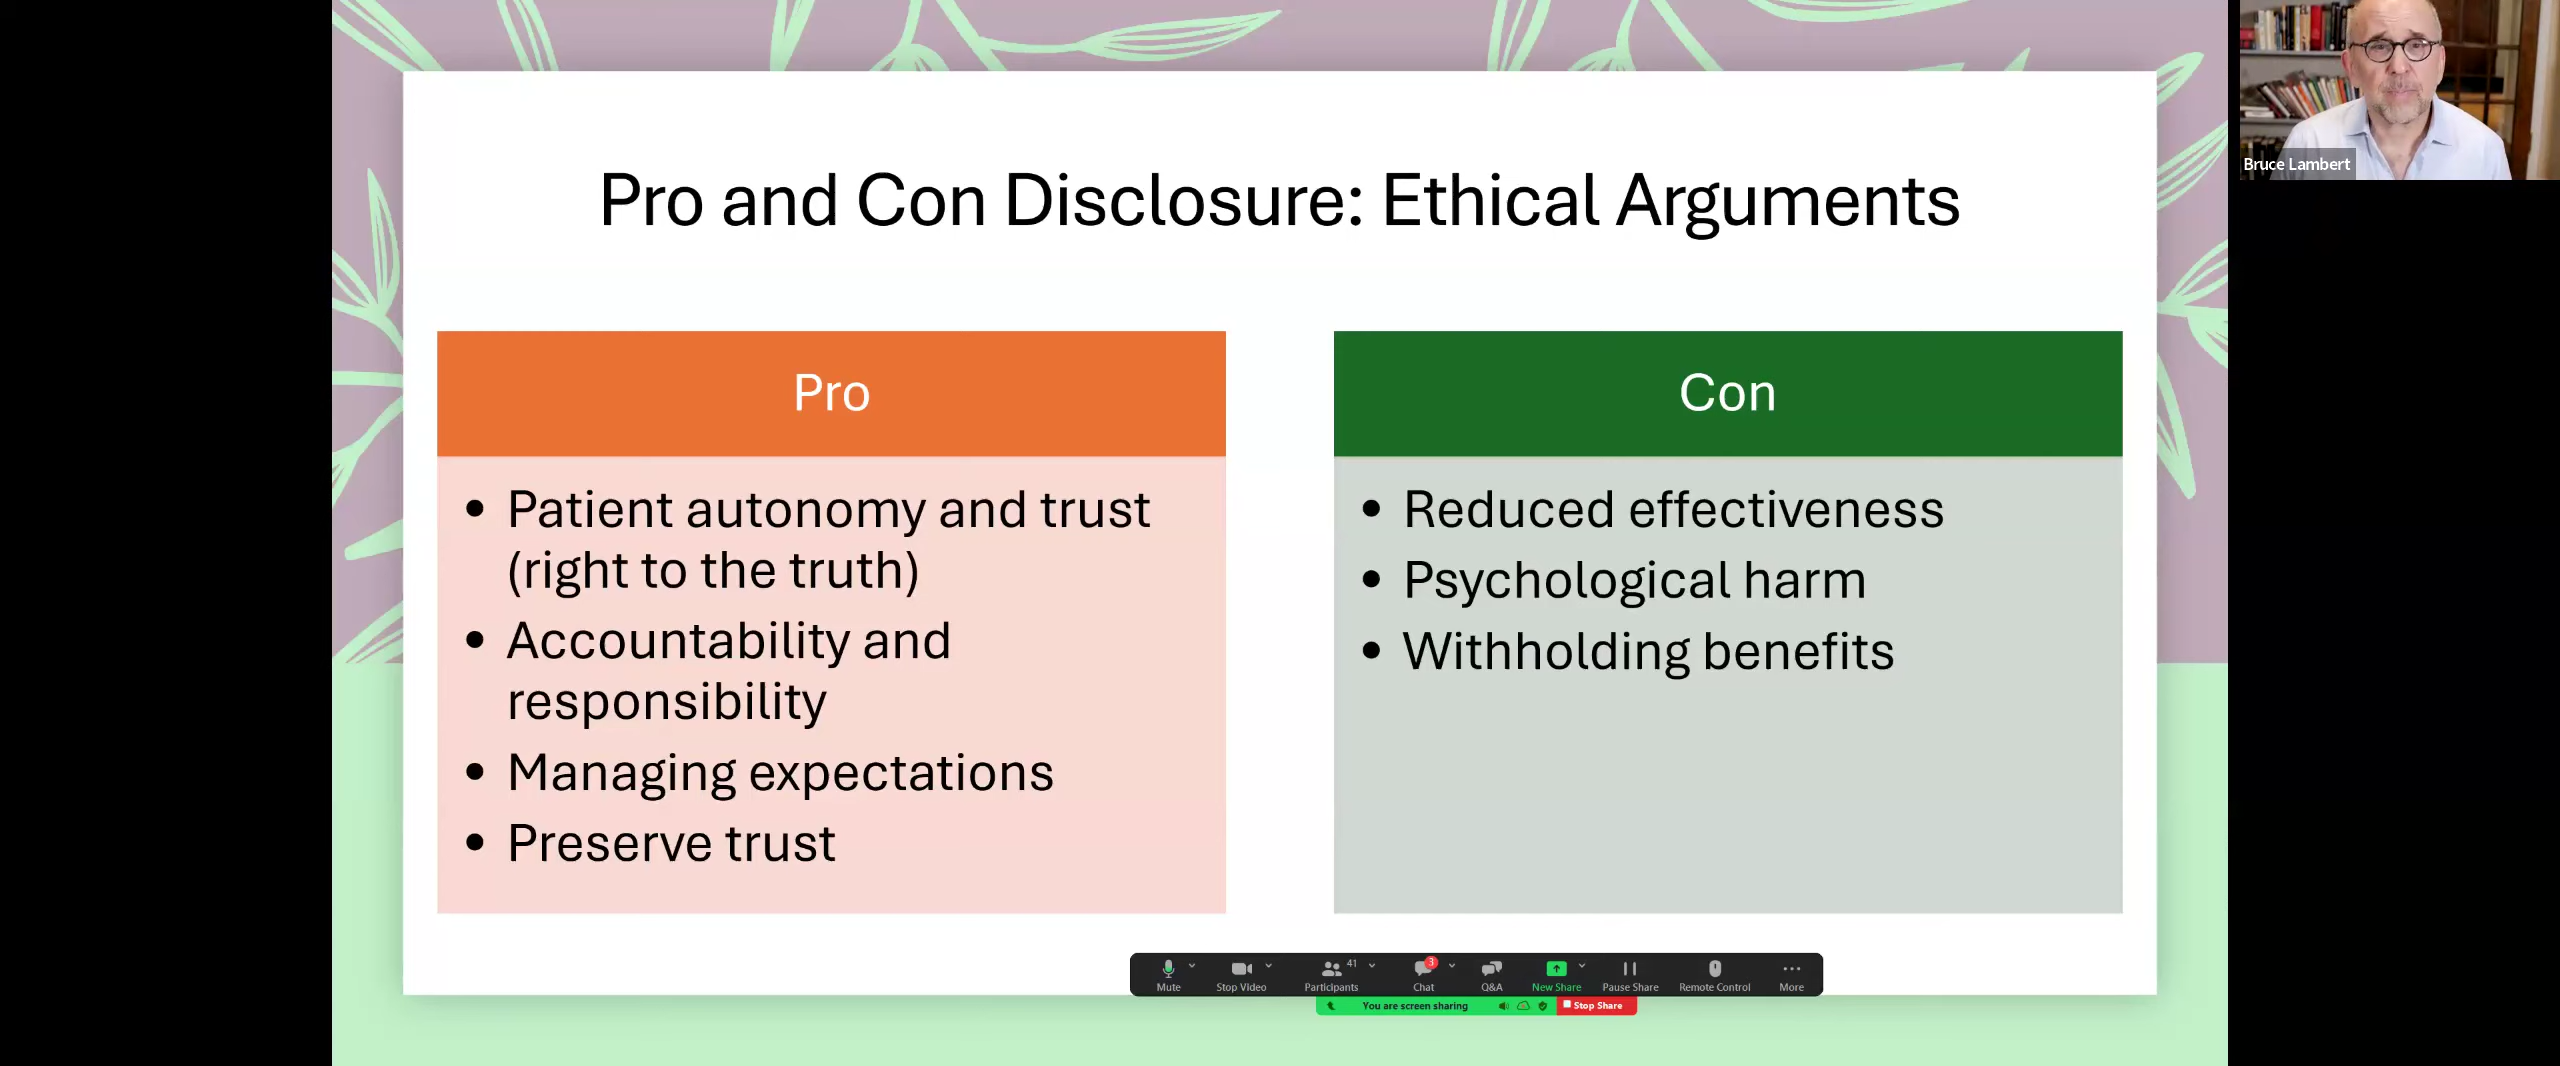 Bruce Lambert
Pro and Con Disclosure: Ethical Arguments
Pro
• Patient autonomy and trust
(right to the truth)
• Accountability and
responsibility
• Managing expectations
• Preserve trust
Con
• Reduced effectiveness
• Psychological harm
• Withholding benefits
41
3
Mute Stop Video Participants Chat Q&A New Share Pause Share Remote Control More
You are screen sharing Stop Share